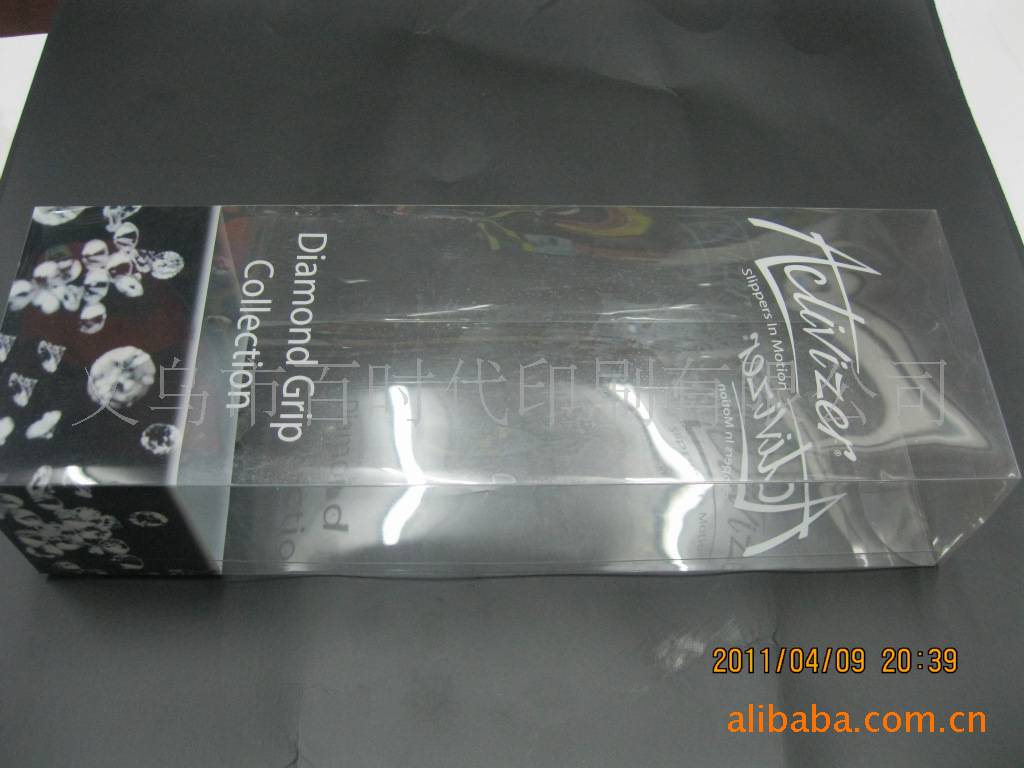 Activizer®
Slippers In Motion
Diamond Grip
Collection
义乌市百时代印刷有限公司
2011/04/09 20:39
alibaba.com.cn